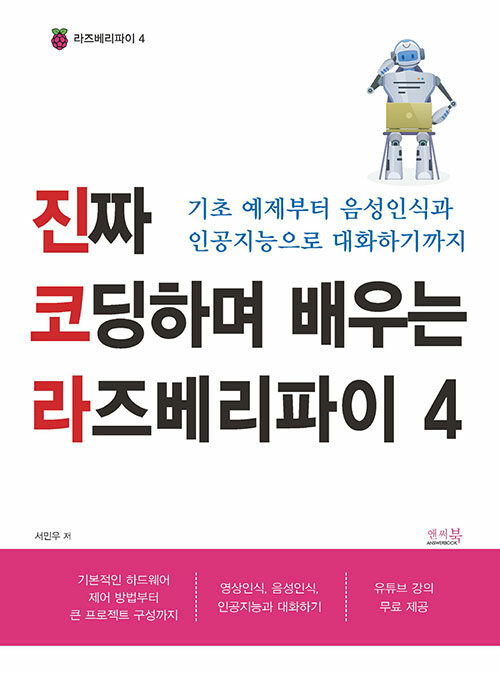 라즈베리파이 4
진짜
기초 예제부터 음성인식과
인공지능으로 대화하기까지
코딩하며 배우는
라즈베리파이 4
서민우 저
앤써북
ANSWERBOOK
기본적인 하드웨어
제어 방법부터
큰 프로젝트 구성까지
영상인식, 음성인식,
인공지능과 대화하기
유튜브 강의
무료 제공